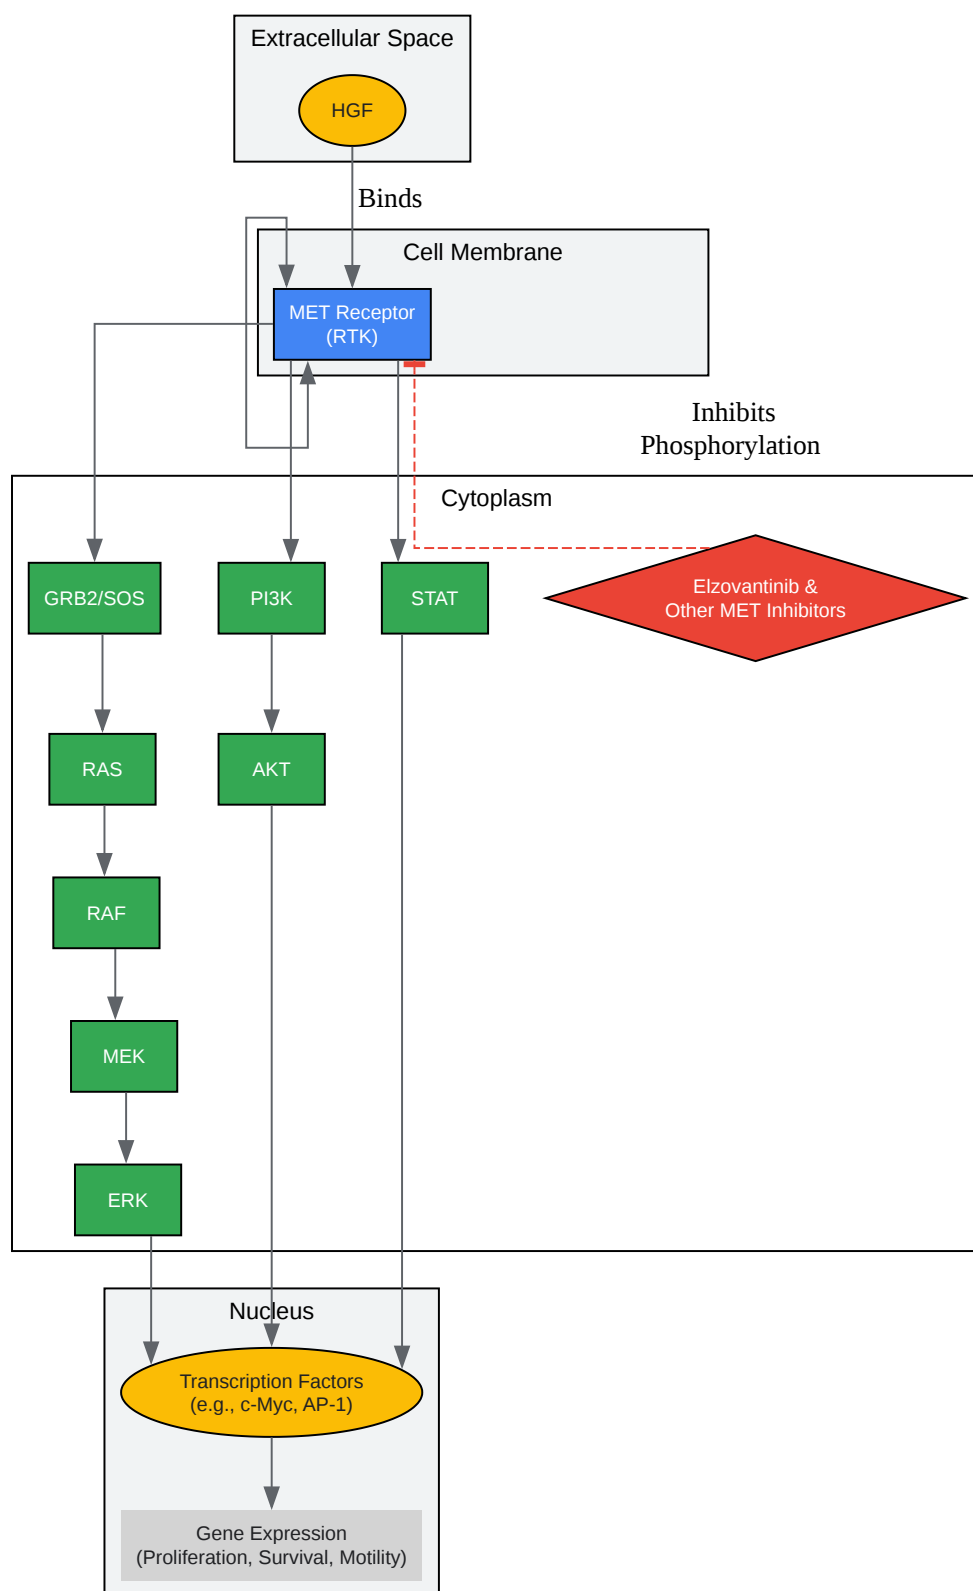 Extracellular Space
HGF
Binds
Cell Membrane
MET Receptor
(RTK)
Inhibits
Phosphorylation
Cytoplasm
GRB2/SOS
PI3K
STAT
Elzovantinib &
Other MET Inhibitors
RAS
AKT
RAF
MEK
ERK
Nucleus
Transcription Factors
(e.g., c-Myc, AP-1)
Gene Expression
(Proliferation, Survival, Motility)